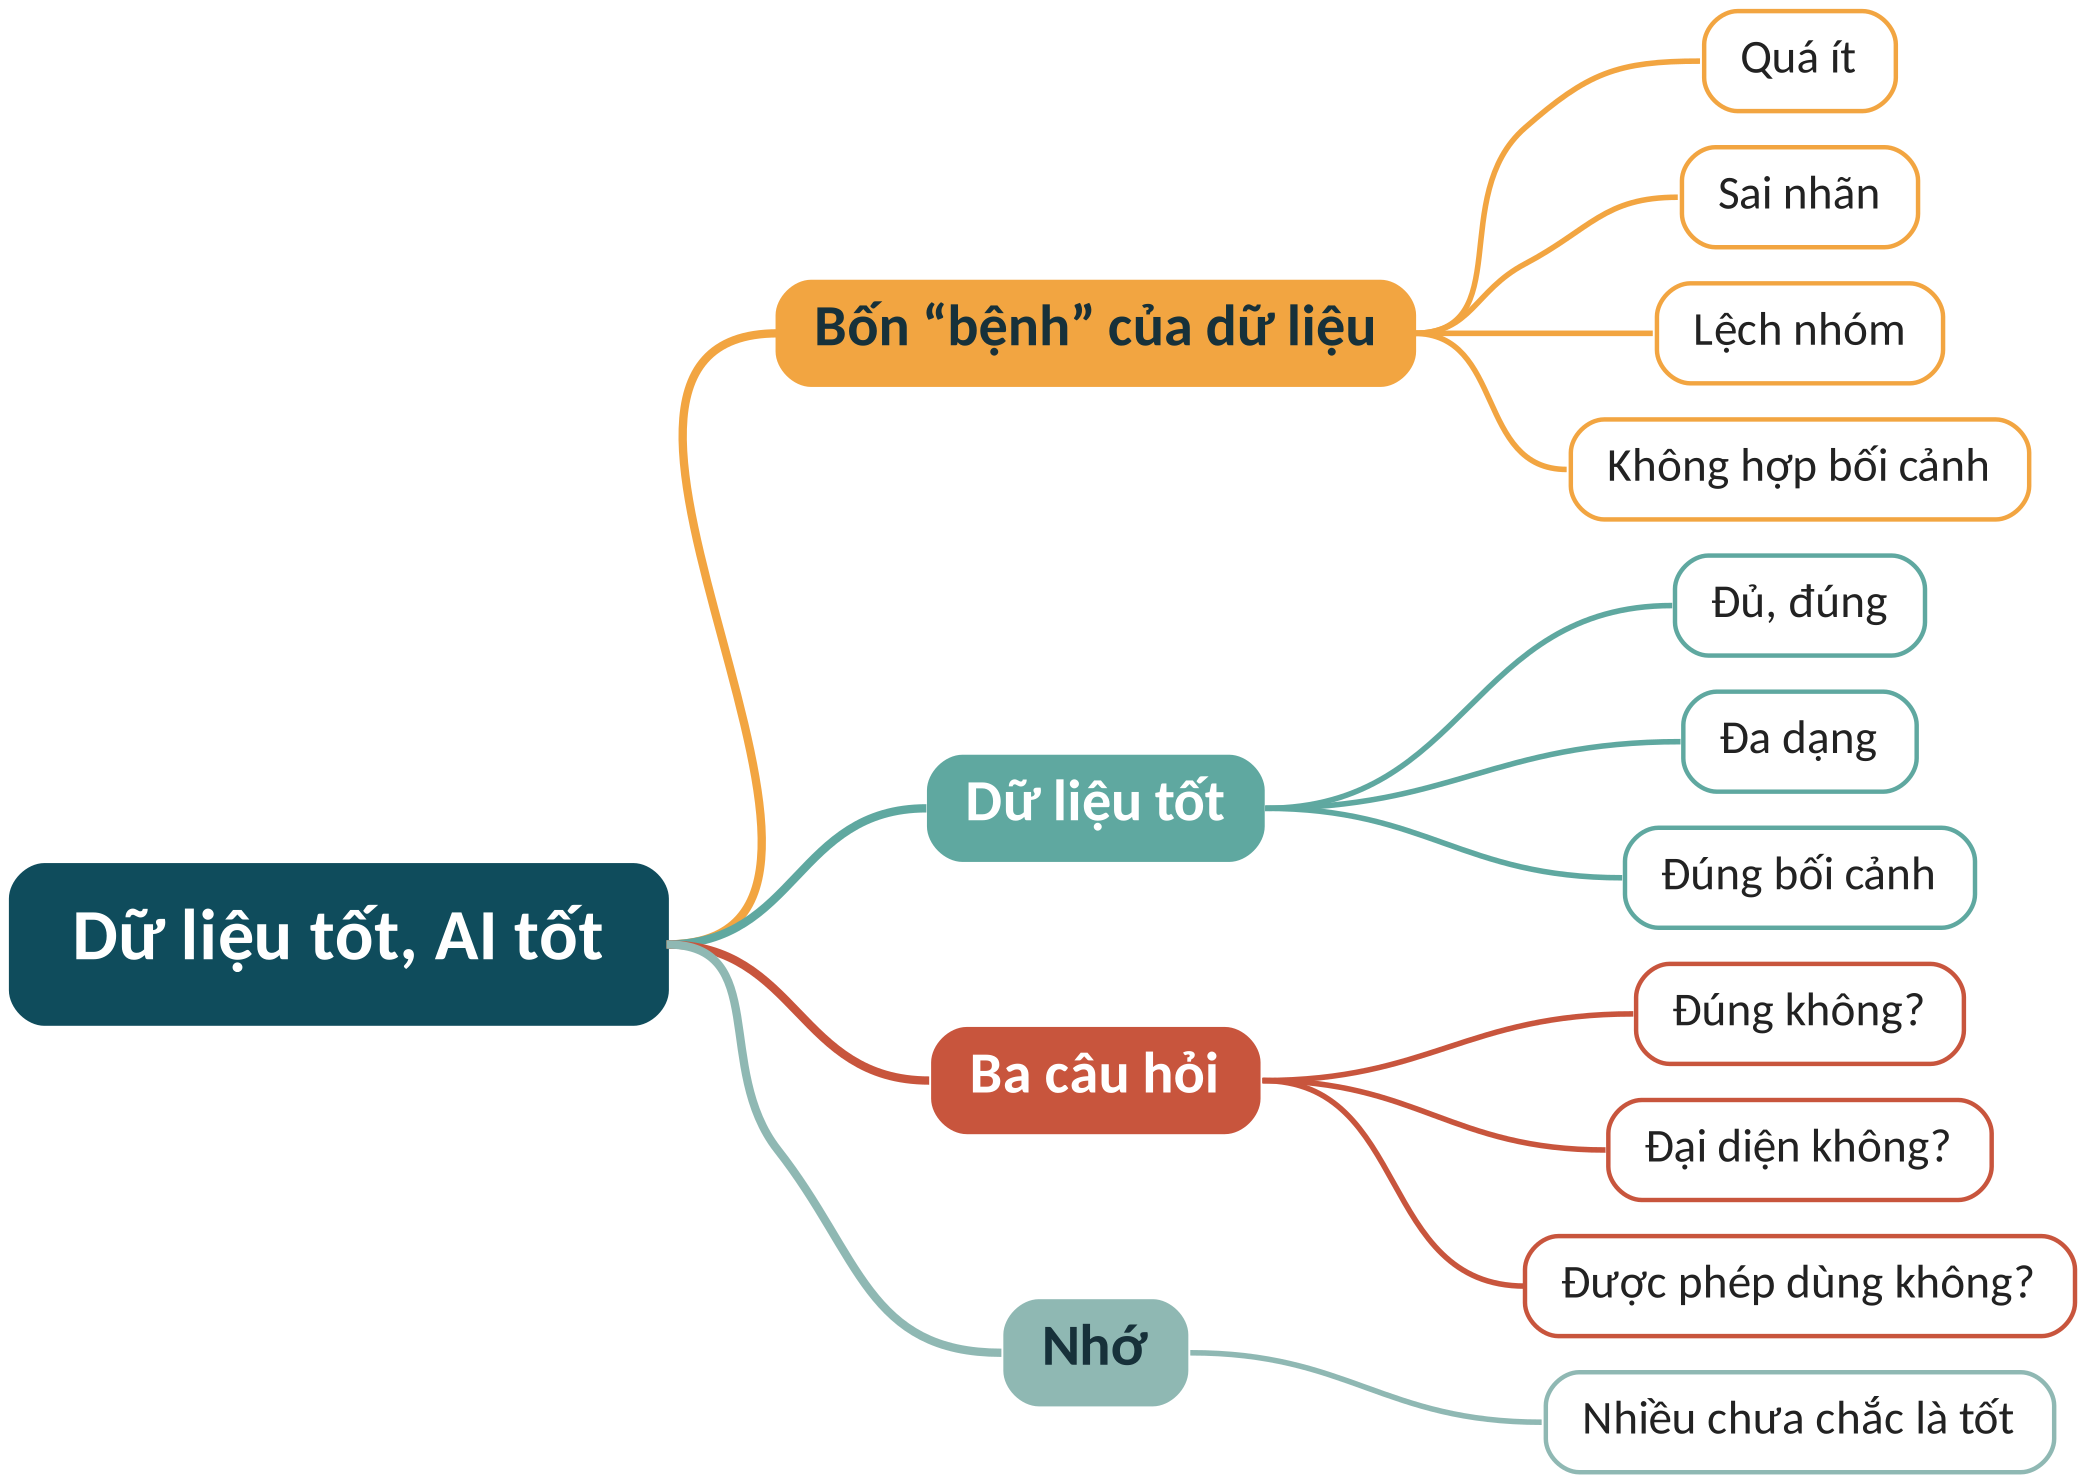 Dữ liệu tốt, AI tốt
Bốn “bệnh” của dữ liệu
Quá ít
Sai nhãn
Lệch nhóm
Không hợp bối cảnh
Dữ liệu tốt
Đủ, đúng
Đa dạng
Đúng bối cảnh
Ba câu hỏi
Đúng không?
Đại diện không?
Được phép dùng không?
Nhớ
Nhiều chưa chắc là tốt